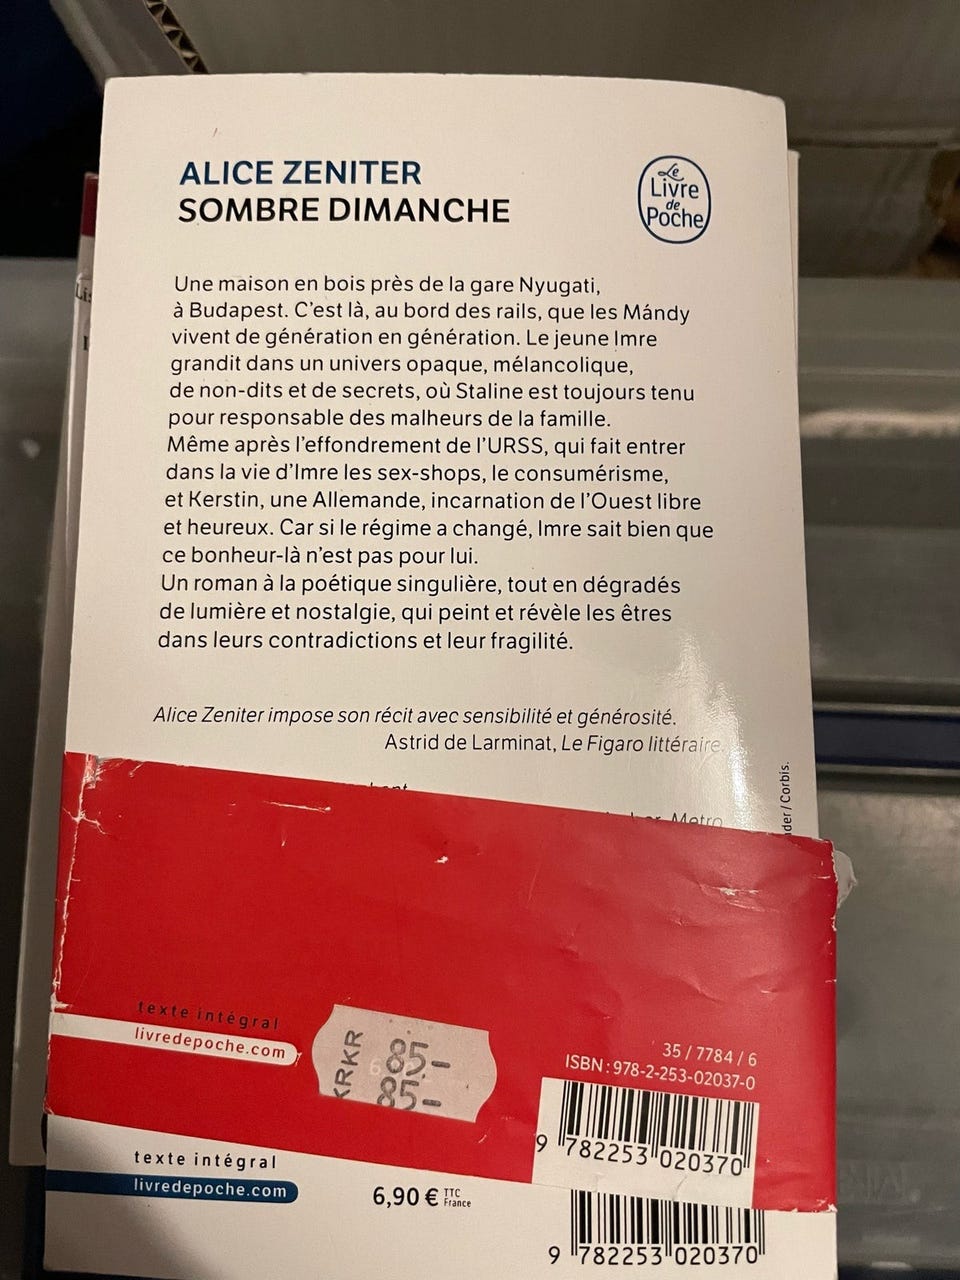 ALICE ZENITER
SOMBRE DIMANCHE
Le
Livre
de
Poche
Une maison en bois près de la gare Nyugati,
à Budapest. C'est là, au bord des rails, que les Mándy
vivent de génération en génération. Le jeune Imre
grandit dans un univers opaque, mélancolique,
de non-dits et de secrets, où Staline est toujours tenu
pour responsable des malheurs de la famille.
Même après l'effondrement de l'URSS, qui fait entrer
dans la vie d'Imre les sex-shops, le consumérisme,
et Kerstin, une Allemande, incarnation de l'Ouest libre
et heureux. Car si le régime a changé, Imre sait bien que
ce bonheur-là n'est pas pour lui.
Un roman à la poétique singulière, tout en dégradés
de lumière et nostalgie, qui peint et révèle les êtres
dans leurs contradictions et leur fragilité.
Alice Zeniter impose son récit avec sensibilité et générosité.
Astrid de Larminat, Le Figaro littéraire.
Metro
/ Corbis.
texte intégral
livredepoche.com
KRKR
85.-
85.-
35 / 7784 / 6
ISBN : 978-2-253-02037-0
9 782253 020370
texte intégral
livredepoche.com
6,90 € TTC
France
9 782253 020370